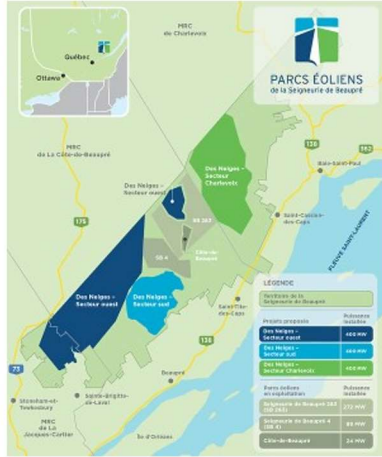 MRC
de Charlevoix
Québec
Ottawa
PARCS ÉOLIENS
de la Seigneurie de Beaupré
MRC
de La Côte-de-Beaupré
138
362
Baie-Saint-Paul
Des Neiges –
Secteur
Charlevoix
Des Neiges –
Secteur ouest
175
SB 2&3
Saint-Cassien-
des-Caps
Côte-de-
Beaupré
SB 4
FLEUVE SAINT-LAURENT
Des Neiges –
Secteur ouest
Des Neiges –
Secteur sud
Saint-Tite-
des-Caps
138
73
Beaupré
Stoneham-et-
Tewkesbury
Sainte-Brigitte-
de-Laval
MRC
de La
Jacques-Cartier
Île d'Orléans
LÉGENDE
Territoire de la
Seigneurie de Beaupré
Projets proposés
Puissance
installée
Des Neiges –
Secteur ouest
400 MW
Des Neiges –
Secteur sud
400 MW
Des Neiges –
Secteur Charlevoix
400 MW
Parcs éoliens
en exploitation
Puissance
installée
Seigneurie de Beaupré 2&3
(SB 2&3)
272 MW
Seigneurie de Beaupré 4
(SB 4)
Côte-de-Beaupré
24 MW